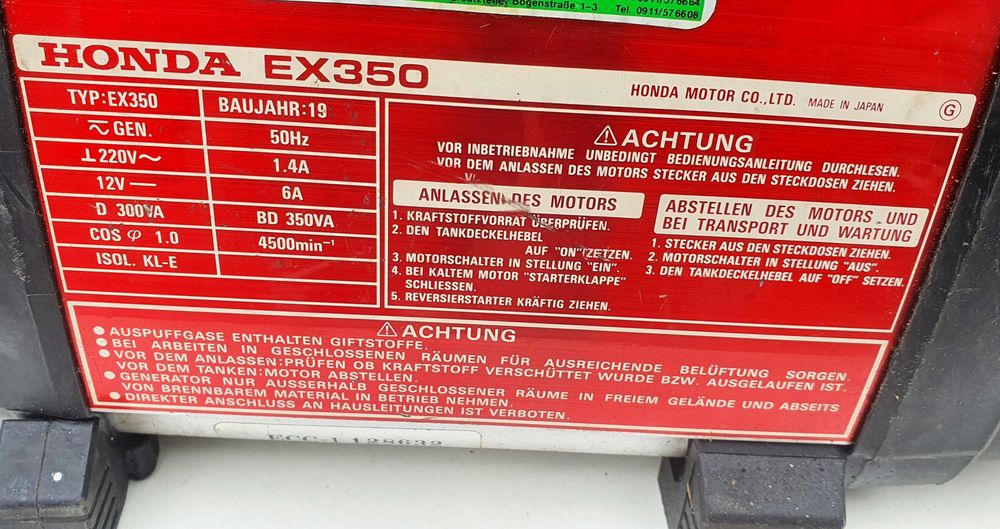 Bogenstraße 1-3
Tel. 0911/576608
HONDA EX350
HONDA MOTOR CO.,LTD. MADE IN JAPAN G
TYP:EX350 BAUJAHR:19
GEN. 50Hz
⊥220V~ 1.4A
12V 6A
D 300VA BD 350VA
COS φ 1.0 4500min⁻¹
ISOL. KL-E
⚠ACHTUNG
VOR INBETRIEBNAHME UNBEDINGT BEDIENUNGSANLEITUNG DURCHLESEN.
VOR DEM ANLASSEN DES MOTORS STECKER AUS DEN STECKDOSEN ZIEHEN.
ANLASSEN DES MOTORS
1. KRAFTSTOFFVORRAT ÜBERPRÜFEN.
2. DEN TANKDECKELHEBEL
AUF "ON" SETZEN.
3. MOTORSCHALTER IN STELLUNG "EIN".
4. BEI KALTEM MOTOR "STARTERKLAPPE"
SCHLIESSEN.
5. REVERSIERSTARTER KRÄFTIG ZIEHEN.
ABSTELLEN DES MOTORS UND
BEI TRANSPORT UND WARTUNG
1. STECKER AUS DEN STECKDOSEN ZIEHEN.
2. MOTORSCHALTER IN STELLUNG "AUS".
3. DEN TANKDECKELHEBEL AUF "OFF" SETZEN.
⚠ACHTUNG
● AUSPUFFGASE ENTHALTEN GIFTSTOFFE.
● BEI ARBEITEN IN GESCHLOSSENEN RÄUMEN FÜR AUSREICHENDE BELÜFTUNG SORGEN.
● VOR DEM ANLASSEN:PRÜFEN OB KRAFTSTOFF VERSCHÜTTET WURDE BZW. AUSGELAUFEN IST.
VOR DEM TANKEN:MOTOR ABSTELLEN.
● GENERATOR NUR AUSSERHALB GESCHLOSSENER RÄUME IN FREIEM GELÄNDE UND ABSEITS
VON BRENNBAREM MATERIAL IN BETRIEB NEHMEN.
● DIREKTER ANSCHLUSS AN HAUSLEITUNGEN IST VERBOTEN.